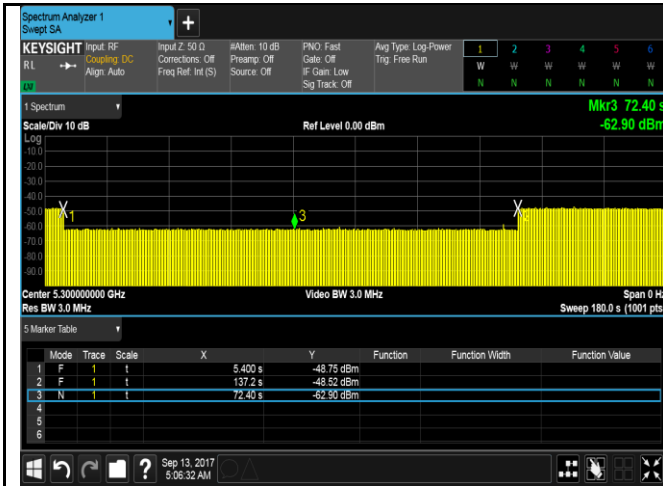 Spectrum Analyzer 1
Swept SA
+
KEYSIGHT Input: RF Input Z: 50 Ω #Atten: 10 dB PNO: Fast Avg Type: Log-Power 1 2 3 4 5 6
RL Coupling: DC Corrections: Off Preamp: Off Gate: Off Trig: Free Run W W W W W W
Align: Auto Freq Ref: Int (S) Source: Off IF Gain: Low
Sig Track: Off N N N N N N
1 Spectrum Mkr3 72.40 s
Scale/Div 10 dB Ref Level 0.00 dBm -62.90 dBm
Log
-10.0
-20.0
-30.0
-40.0
-50.0
1
2
3
-60.0
-70.0
-80.0
-90.0
Center 5.300000000 GHz Video BW 3.0 MHz Span 0 Hz
Res BW 3.0 MHz Sweep 180.0 s (1001 pts
5 Marker Table
Mode Trace Scale X Y Function Function Width Function Value
1 F 1 t 5.400 s -48.75 dBm
2 F 1 t 137.2 s -48.52 dBm
3 N 1 t 72.40 s -62.90 dBm
4
5
6
? Sep 13, 2017
5:06:32 AM